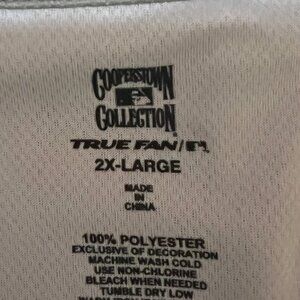 COOPERSTOWN
COLLECTION
TRUE FAN
2X-LARGE
MADE
IN
CHINA
100% POLYESTER
EXCLUSIVE OF DECORATION
MACHINE WASH COLD
USE NON-CHLORINE
BLEACH WHEN NEEDED
TUMBLE DRY LOW